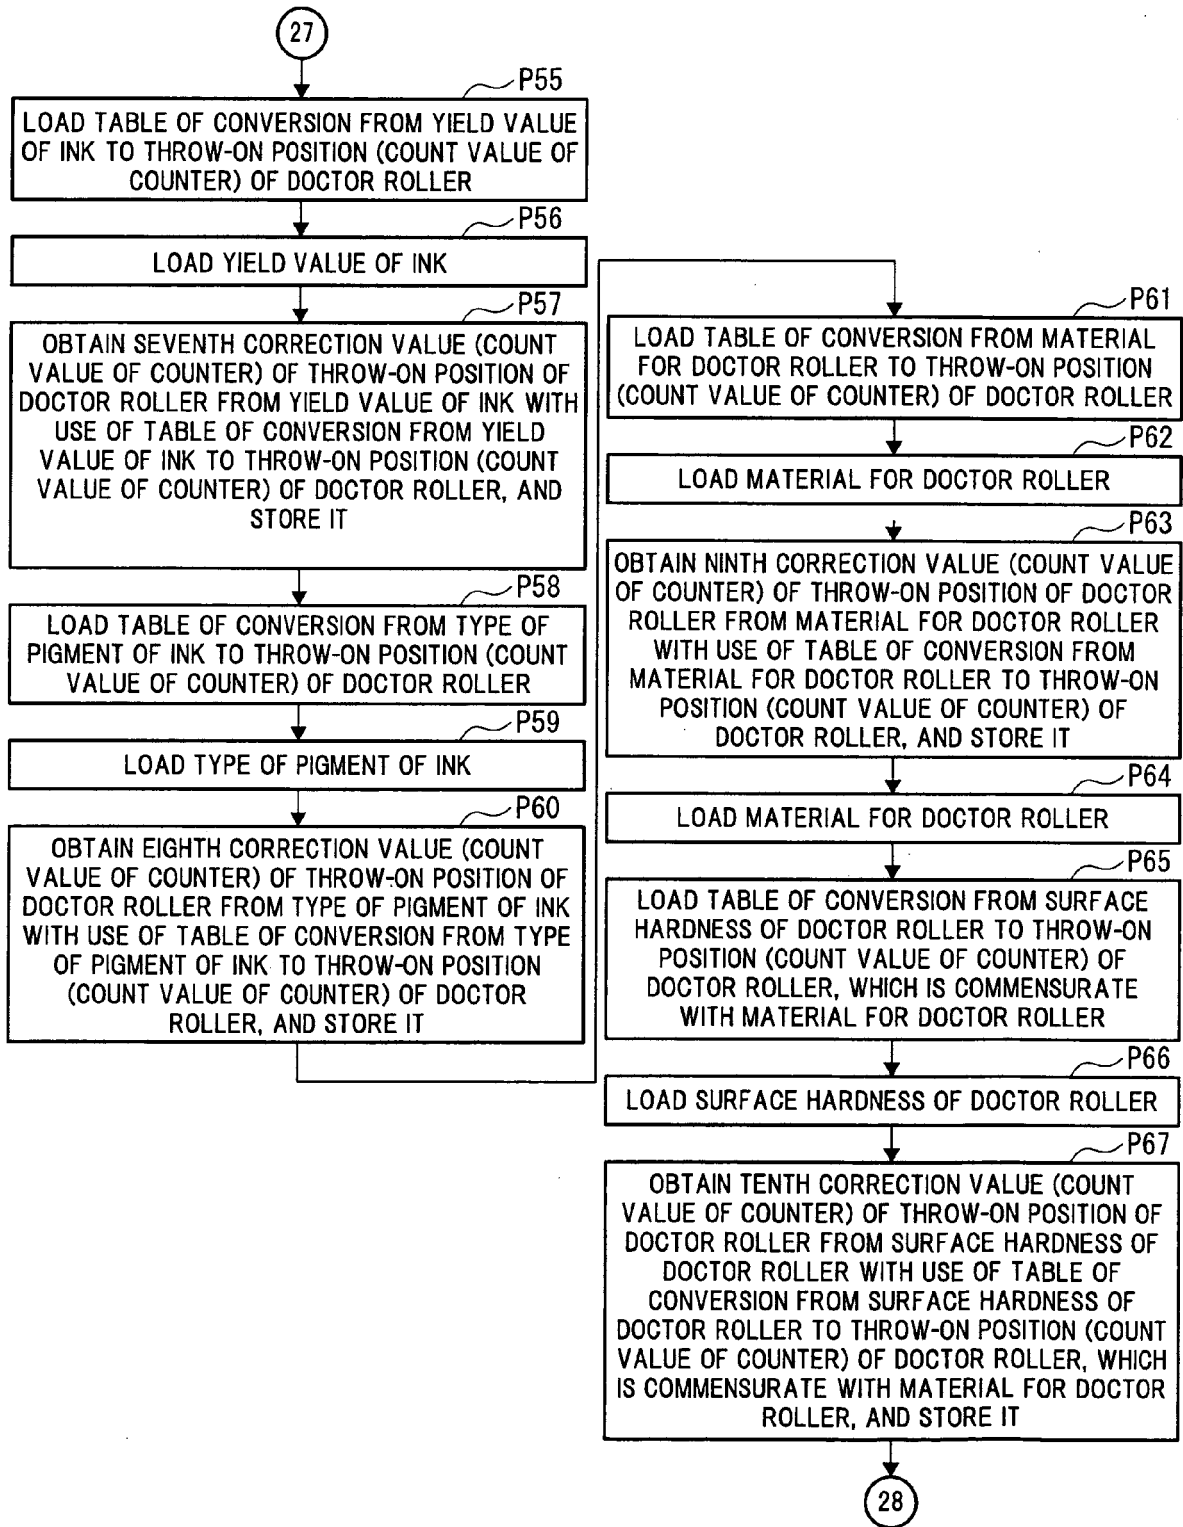 27
P55
LOAD TABLE OF CONVERSION FROM YIELD VALUE
OF INK TO THROW-ON POSITION (COUNT VALUE OF
COUNTER) OF DOCTOR ROLLER
P56
LOAD YIELD VALUE OF INK
P57
OBTAIN SEVENTH CORRECTION VALUE (COUNT
VALUE OF COUNTER) OF THROW-ON POSITION OF
DOCTOR ROLLER FROM YIELD VALUE OF INK WITH
USE OF TABLE OF CONVERSION FROM YIELD
VALUE OF INK TO THROW-ON POSITION (COUNT
VALUE OF COUNTER) OF DOCTOR ROLLER, AND
STORE IT
P58
LOAD TABLE OF CONVERSION FROM TYPE OF
PIGMENT OF INK TO THROW-ON POSITION (COUNT
VALUE OF COUNTER) OF DOCTOR ROLLER
P59
LOAD TYPE OF PIGMENT OF INK
P60
OBTAIN EIGHTH CORRECTION VALUE (COUNT
VALUE OF COUNTER) OF THROW-ON POSITION OF
DOCTOR ROLLER FROM TYPE OF PIGMENT OF INK
WITH USE OF TABLE OF CONVERSION FROM TYPE
OF PIGMENT OF INK TO THROW-ON POSITION
(COUNT VALUE OF COUNTER) OF DOCTOR
ROLLER, AND STORE IT
P61
LOAD TABLE OF CONVERSION FROM MATERIAL
FOR DOCTOR ROLLER TO THROW-ON POSITION
(COUNT VALUE OF COUNTER) OF DOCTOR ROLLER
P62
LOAD MATERIAL FOR DOCTOR ROLLER
P63
OBTAIN NINTH CORRECTION VALUE (COUNT VALUE
OF COUNTER) OF THROW-ON POSITION OF DOCTOR
ROLLER FROM MATERIAL FOR DOCTOR ROLLER
WITH USE OF TABLE OF CONVERSION FROM
MATERIAL FOR DOCTOR ROLLER TO THROW-ON
POSITION (COUNT VALUE OF COUNTER) OF
DOCTOR ROLLER, AND STORE IT
P64
LOAD MATERIAL FOR DOCTOR ROLLER
P65
LOAD TABLE OF CONVERSION FROM SURFACE
HARDNESS OF DOCTOR ROLLER TO THROW-ON
POSITION (COUNT VALUE OF COUNTER) OF
DOCTOR ROLLER, WHICH IS COMMENSURATE
WITH MATERIAL FOR DOCTOR ROLLER
P66
LOAD SURFACE HARDNESS OF DOCTOR ROLLER
P67
OBTAIN TENTH CORRECTION VALUE (COUNT
VALUE OF COUNTER) OF THROW-ON POSITION OF
DOCTOR ROLLER FROM SURFACE HARDNESS OF
DOCTOR ROLLER WITH USE OF TABLE OF
CONVERSION FROM SURFACE HARDNESS OF
DOCTOR ROLLER TO THROW-ON POSITION (COUNT
VALUE OF COUNTER) OF DOCTOR ROLLER, WHICH
IS COMMENSURATE WITH MATERIAL FOR DOCTOR
ROLLER, AND STORE IT
28